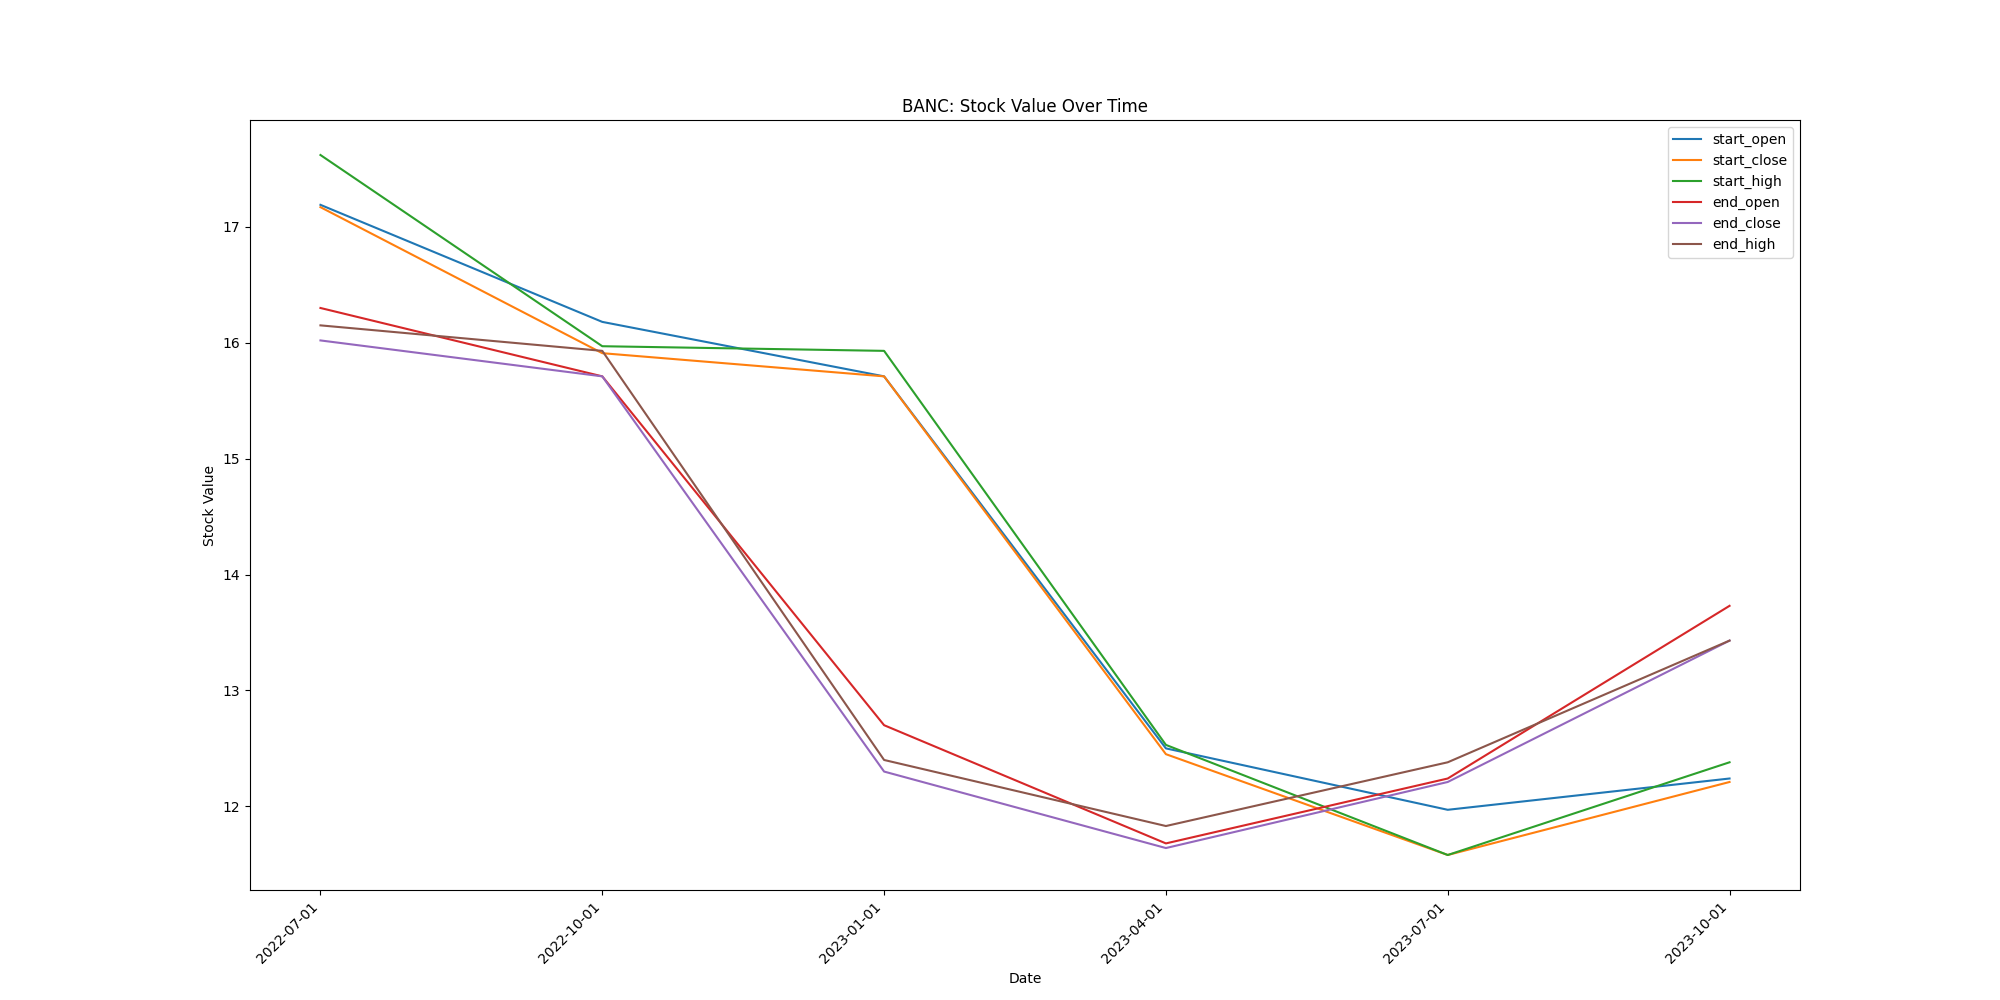 BANC: Stock Value Over Time
start_open
start_close
start_high
end_open
end_close
end_high
Stock Value
17
16
15
14
13
12
2022-07-01
2022-10-01
2023-01-01
2023-04-01
2023-07-01
2023-10-01
Date